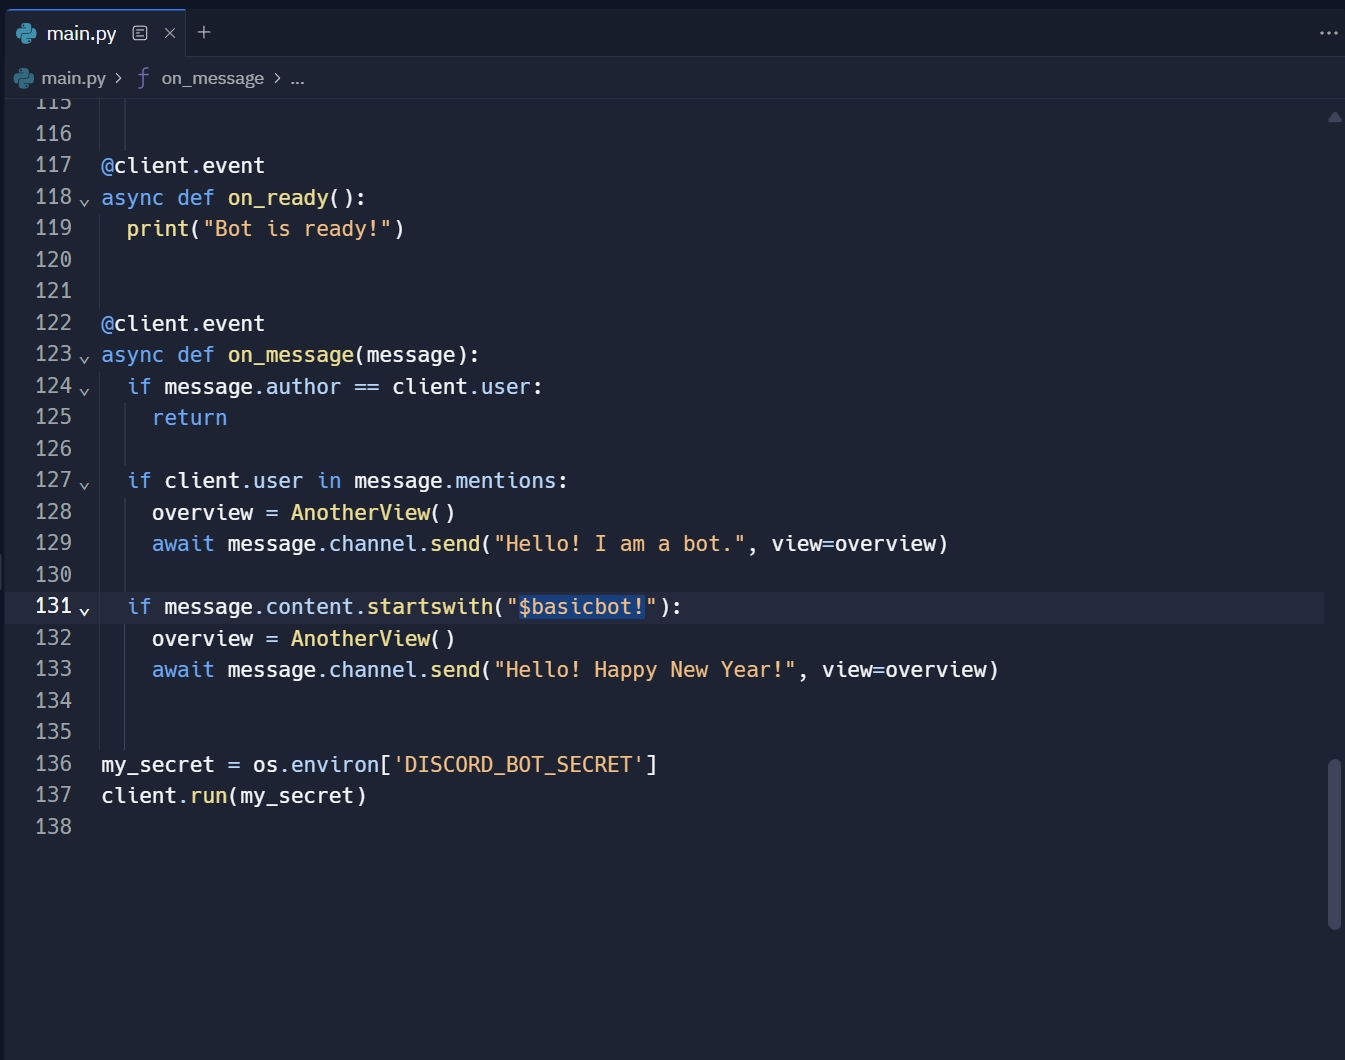 main.py
main.py > on_message > ...
115
116
117 @client.event
118 async def on_ready():
119   print("Bot is ready!")
120
121
122 @client.event
123 async def on_message(message):
124   if message.author == client.user:
125     return
126
127   if client.user in message.mentions:
128     overview = AnotherView()
129     await message.channel.send("Hello! I am a bot.", view=overview)
130
131   if message.content.startswith("$basicbot!"):
132     overview = AnotherView()
133     await message.channel.send("Hello! Happy New Year!", view=overview)
134
135
136 my_secret = os.environ['DISCORD_BOT_SECRET']
137 client.run(my_secret)
138